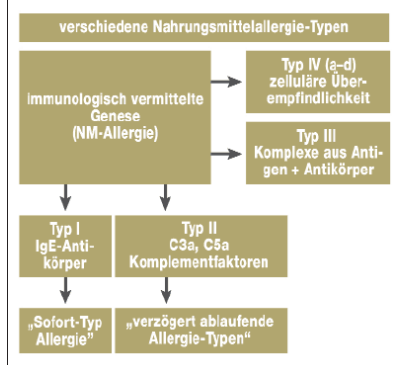 verschiedene Nahrungsmittelallergie-Typen
immunologisch vermittelte
Genese
(NM-Allergie)
Typ IV (a–d)
zelluläre Über-
empfindlichkeit
Typ III
Komplexe aus Anti-
gen + Antikörper
Typ I
IgE-Anti-
körper
Typ II
C3a, C5a
Komplementfaktoren
„Sofort-Typ
Allergie”
„verzögert ablaufende
Allergie-Typen“